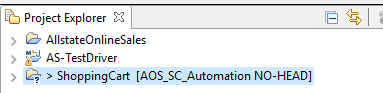 Project Explorer
AllstateOnlineSales
AS-TestDriver
> ShoppingCart [AOS_SC_Automation NO-HEAD]